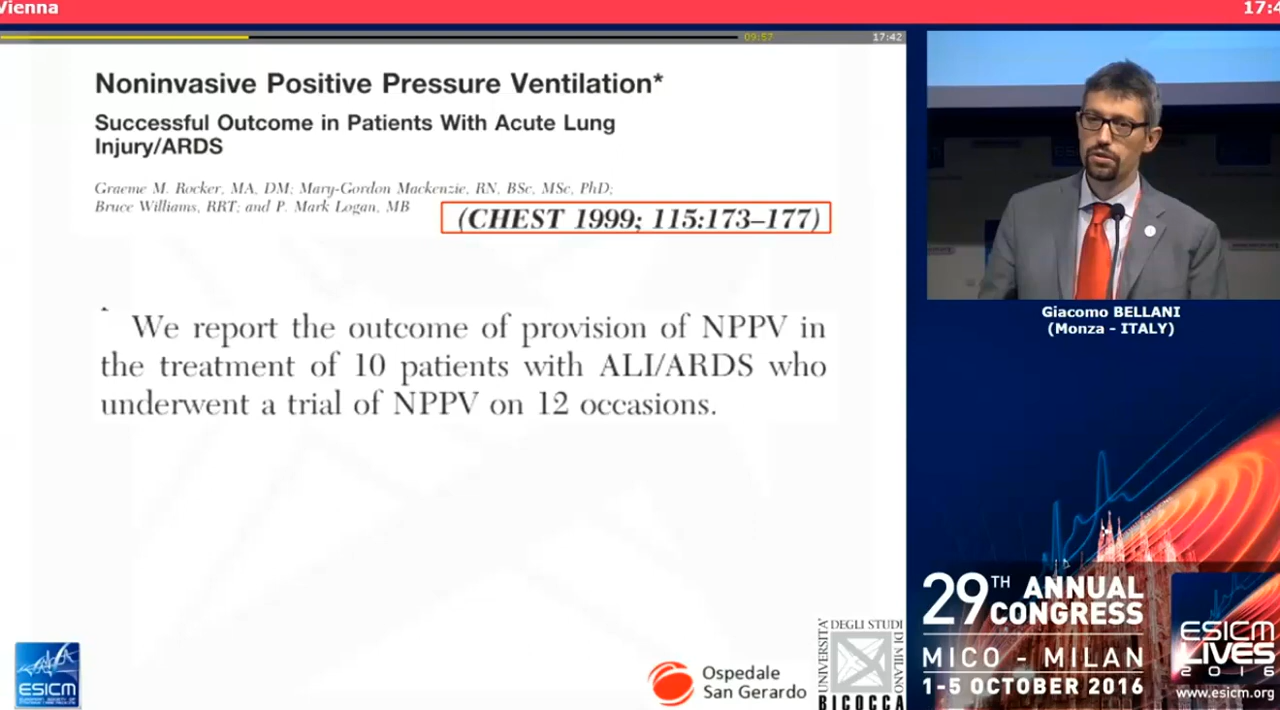 Vienna
17:4
09:57
17:42
Noninvasive Positive Pressure Ventilation*
Successful Outcome in Patients With Acute Lung
Injury/ARDS
Graeme M. Rocker, MA, DM; Mary-Gordon Mackenzie, RN, BSc, MSc, PhD;
Bruce Williams, RRT; and P. Mark Logan, MB
(CHEST 1999; 115:173–177)
We report the outcome of provision of NPPV in
the treatment of 10 patients with ALI/ARDS who
underwent a trial of NPPV on 12 occasions.
Giacomo BELLANI
(Monza - ITALY)
29TH ANNUAL
CONGRESS
MICO - MILAN
1-5 OCTOBER 2016
ESICM
LIVES
2016
www.esicm.org
ESICM
Ospedale
San Gerardo
UNIVERSITA'
DEGLI STUDI
DI MILANO
BICOCCA